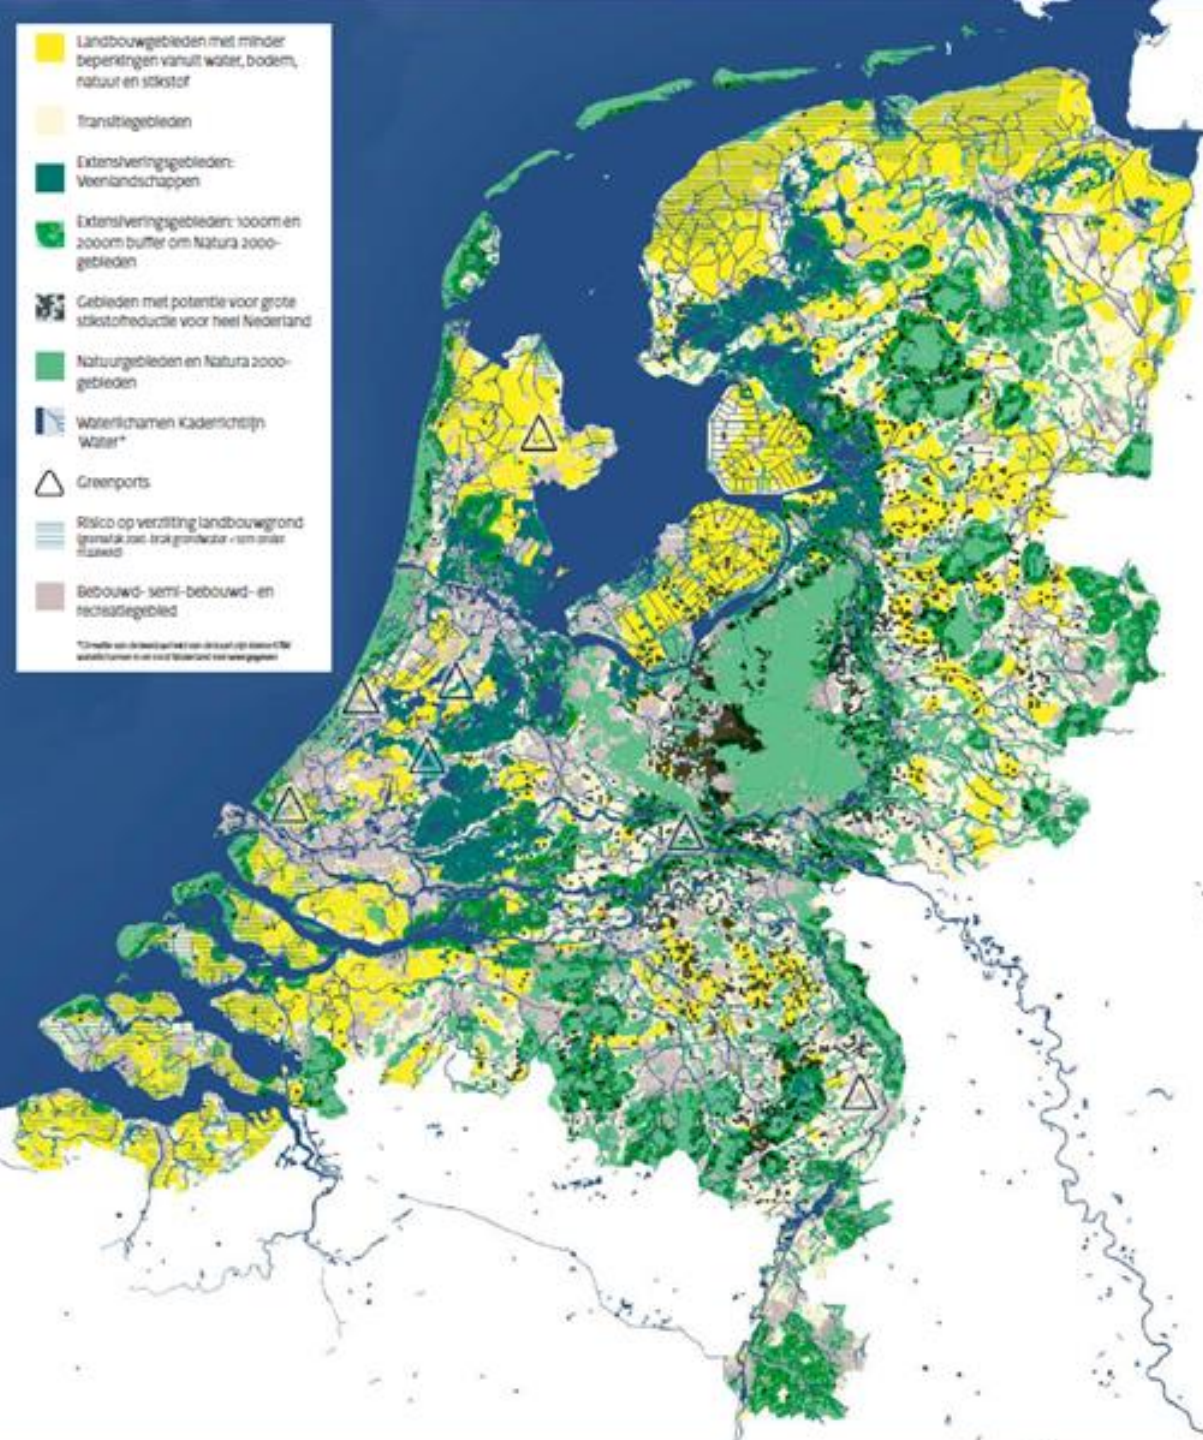 Landbouwgebieden met minder
beperkingen vanuit water, bodem,
natuur en stikstof
Transitiegebieden
Extensiveringsgebieden:
Veenlandschappen
Extensiveringsgebieden: 1000m en
2000m buffer om Natura 2000-
gebieden
Gebieden met potentie voor grote
stikstofreductie voor heel Nederland
Natuurgebieden en Natura 2000-
gebieden
Waterlichamen Kaderrichtlijn
Water*
Greenports
Risico op verzilting landbouwgrond
Bebouwd- semi-bebouwd- en
recreatiegebied